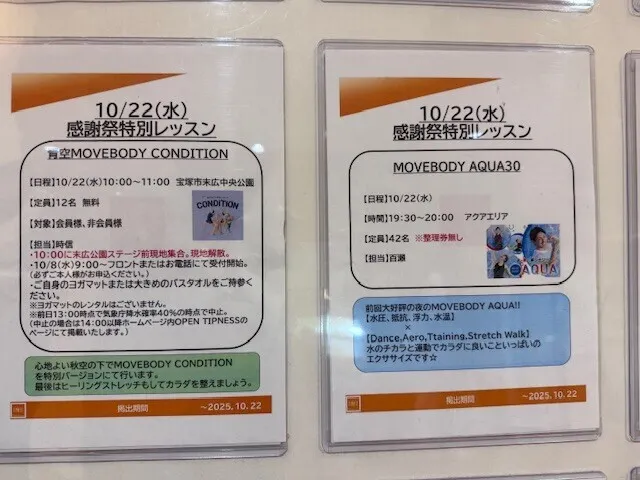 10/22(水)
感謝祭特別レッスン
青空MOVEBODY CONDITION
【日程】10/22(水)10:00～11:00 宝塚市末広中央公園
【定員】12名 無料
【対象】会員様、非会員様
CONDITION
【担当】時信
・10:00に末広公園ステージ前現地集合。現地解散。
・10/8(水)9:00～フロントまたはお電話にて受付開始。
(必ずご本人様がお申込ください。)
・ご自身のヨガマットまたは大きめのバスタオルをご持参ください。
※ヨガマットのレンタルはございません。
※前日13:00時点で気象庁降水確率40%の時点で中止。
(中止の場合は14:00以降ホームページ内OPEN TIPNESSのページにて掲載いたします。)
心地よい秋空の下でMOVEBODY CONDITION
を特別バージョンにて行います。
最後はヒーリングストレッチもしてカラダを整えましょう。
掲出期間 ～2025.10.22
10/22(水)
感謝祭特別レッスン
MOVEBODY AQUA30
【日程】10/22(水)
【時間】19:30～20:00 アクアエリア
【定員】42名 ※整理券無し
【担当】百瀬
AQUA
前回大好評の夜のMOVEBODY AQUA!!
【水圧、抵抗、浮力、水温】
×
【Dance,Aero,Ttaining,Stretch Walk】
水のチカラと運動でカラダに良いこといっぱいの
エクササイズです☆
掲出期間 ～2025.10.22